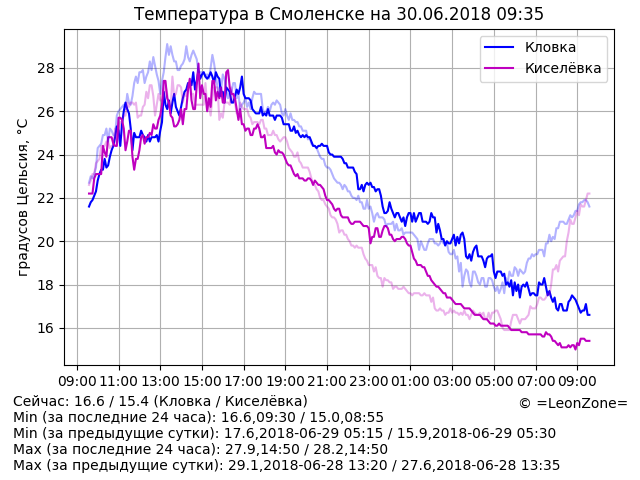 Температура в Смоленске на 30.06.2018 09:35
Кловка
Киселёвка
градусов Цельсия, °C
28
26
24
22
20
18
16
09:00 11:00 13:00 15:00 17:00 19:00 21:00 23:00 01:00 03:00 05:00 07:00 09:00
Сейчас: 16.6 / 15.4 (Кловка / Киселёвка)
© =LeonZone=
Min (за последние 24 часа): 16.6,09:30 / 15.0,08:55
Min (за предыдущие сутки): 17.6,2018-06-29 05:15 / 15.9,2018-06-29 05:30
Max (за последние 24 часа): 27.9,14:50 / 28.2,14:50
Max (за предыдущие сутки): 29.1,2018-06-28 13:20 / 27.6,2018-06-28 13:35